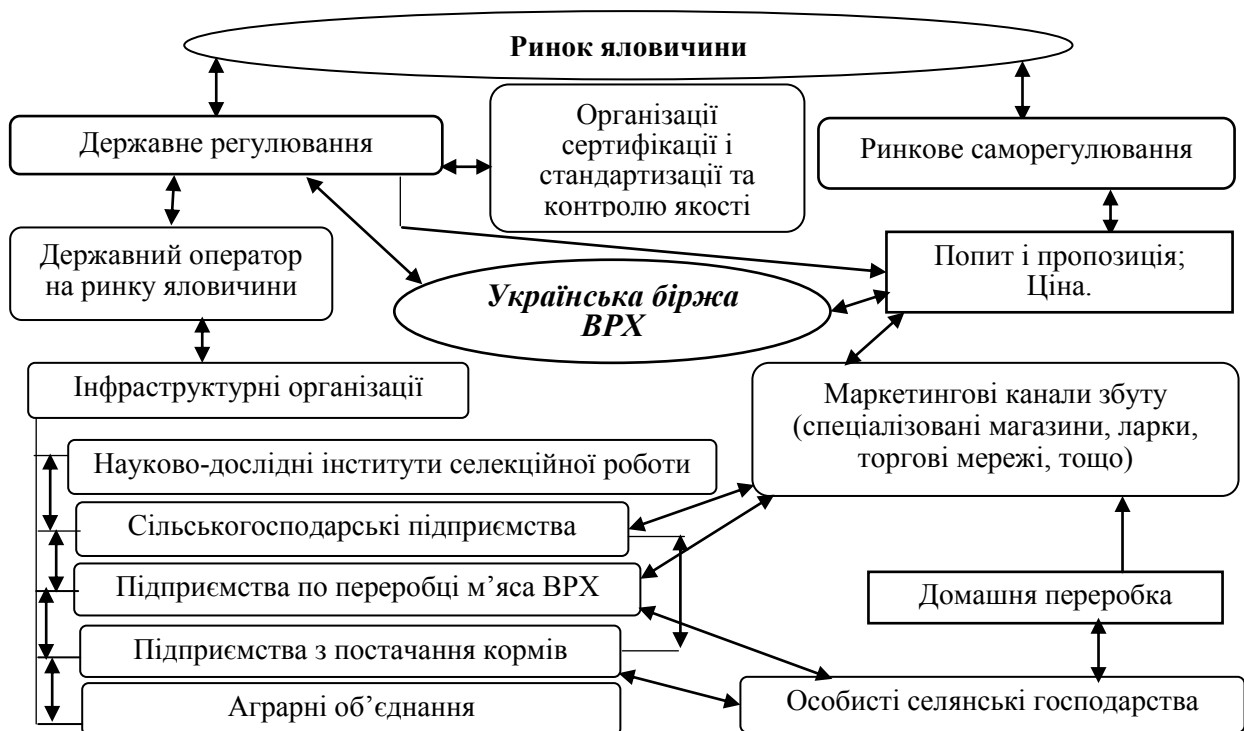 Ринок яловичини
Державне регулювання
Організації
сертифікації і
стандартизації та
контролю якості
Ринкове саморегулювання
Державний оператор
на ринку яловичини
Українська біржа
ВРХ
Попит і пропозиція;
Ціна.
Інфраструктурні організації
Маркетингові канали збуту
(спеціалізовані магазини, ларки,
торгові мережі, тощо)
Науково-дослідні інститути селекційної роботи
Сільськогосподарські підприємства
Підприємства по переробці м’яса ВРХ
Домашня переробка
Підприємства з постачання кормів
Особисті селянські господарства
Аграрні об’єднання